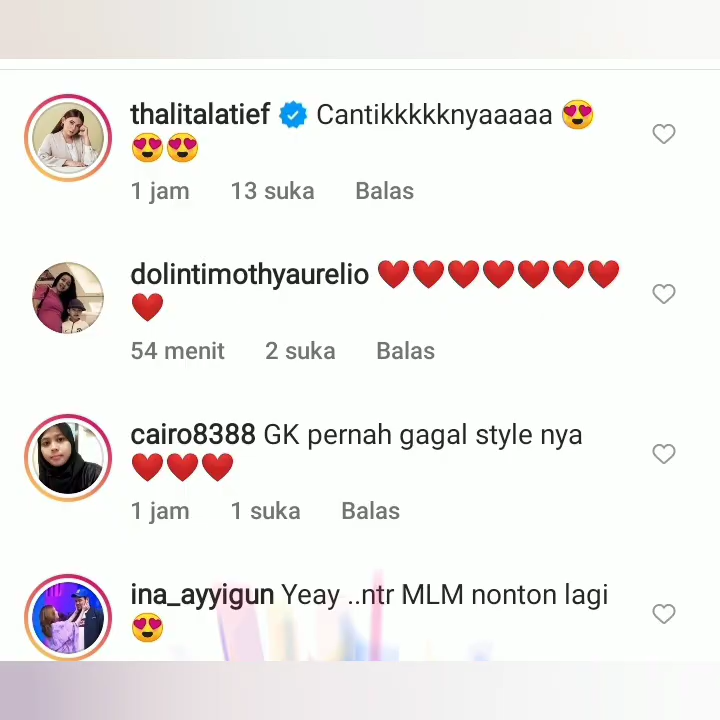 thalitalatief Cantikkkkknyaaaaa 😍
😍😍
1 jam 13 suka Balas
dolintimothyaurelio ❤️❤️❤️❤️❤️❤️❤️
❤️
54 menit 2 suka Balas
cairo8388 GK pernah gagal style nya
❤️❤️❤️
1 jam 1 suka Balas
ina_ayyigun Yeay ..ntr MLM nonton lagi
😍